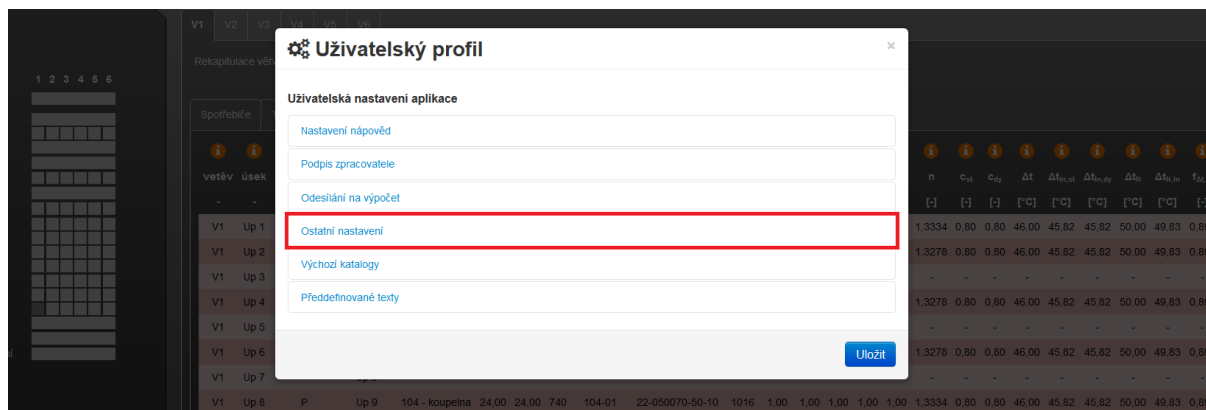 V1 V2 V3 V4 V5 V6
Uživatelský profil ×
Rekapitulace
1 2 3 4 5 6
Uživatelská nastavení aplikace
Spotřebiče
Nastavení nápověd
Podpis zpracovatele
větev úsek n c_st c_dy Δt Δt_ln,st Δt_ln,dy Δt_N Δt_N,ln
Odesílání na výpočet
- - [-] [-] [-] [°C] [°C] [°C] [°C] [°C]
V1 Up 1 Ostatní nastavení 1,3334 0,80 0,80 46,00 45,82 45,82 50,00 49,83
V1 Up 2 1,3278 0,80 0,80 46,00 45,82 45,82 50,00 49,83
Výchozí katalogy
V1 Up 3 - - - - - - - -
V1 Up 4 Předdefinované texty 1,3278 0,80 0,80 46,00 45,82 45,82 50,00 49,83
V1 Up 5 - - - - - - - -
V1 Up 6 Uložit 1,3278 0,80 0,80 46,00 45,82 45,82 50,00 49,83
V1 Up 7 - - - - - - - -
V1 Up 8 P Up 9 104 - koupelna 24,00 24,00 740 104-01 22-050070-50-10 1016 1,00 1,00 1,00 1,00 1,00 1,3334 0,80 0,80 46,00 45,82 45,82 50,00 49,83